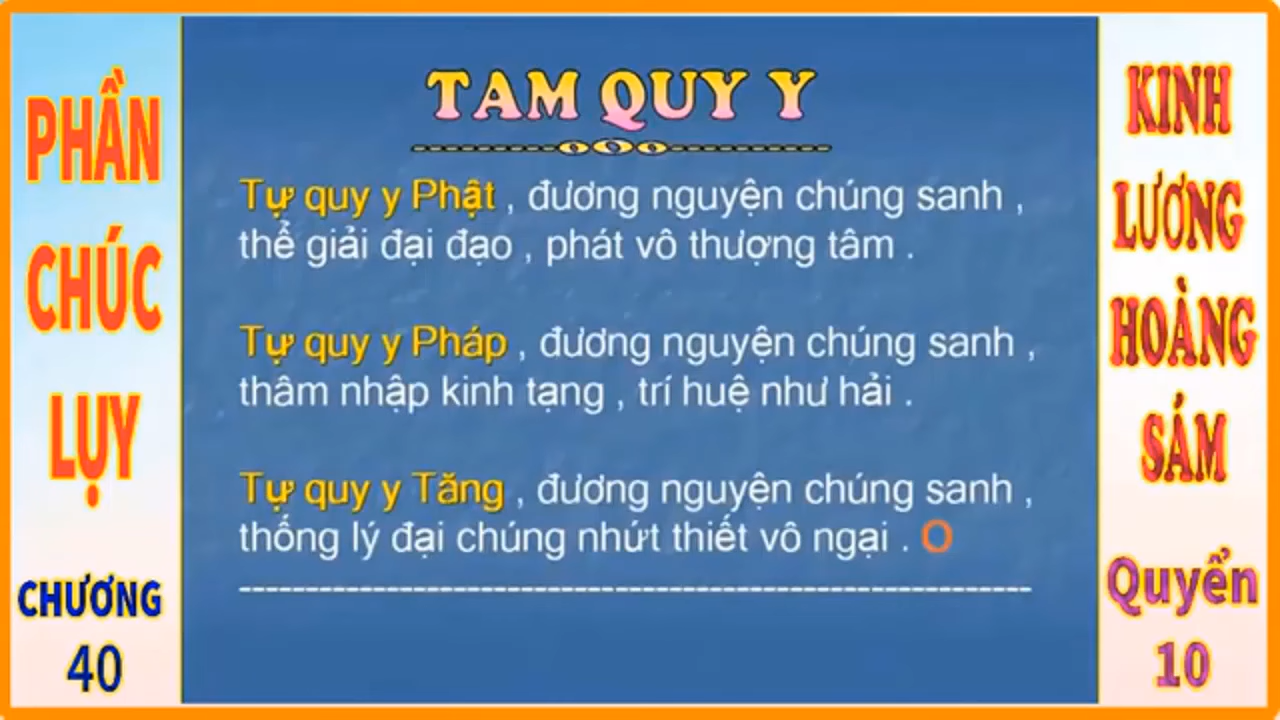 PHẦN
CHÚC
LỤY
CHƯƠNG
40
TAM QUY Y
Tự quy y Phật , đương nguyện chúng sanh ,
thể giải đại đạo , phát vô thượng tâm .
Tự quy y Pháp , đương nguyện chúng sanh ,
thâm nhập kinh tạng , trí huệ như hải .
Tự quy y Tăng , đương nguyện chúng sanh ,
thống lý đại chúng nhứt thiết vô ngại . O
KINH
LƯƠNG
HOÀNG
SÁM
Quyển
10